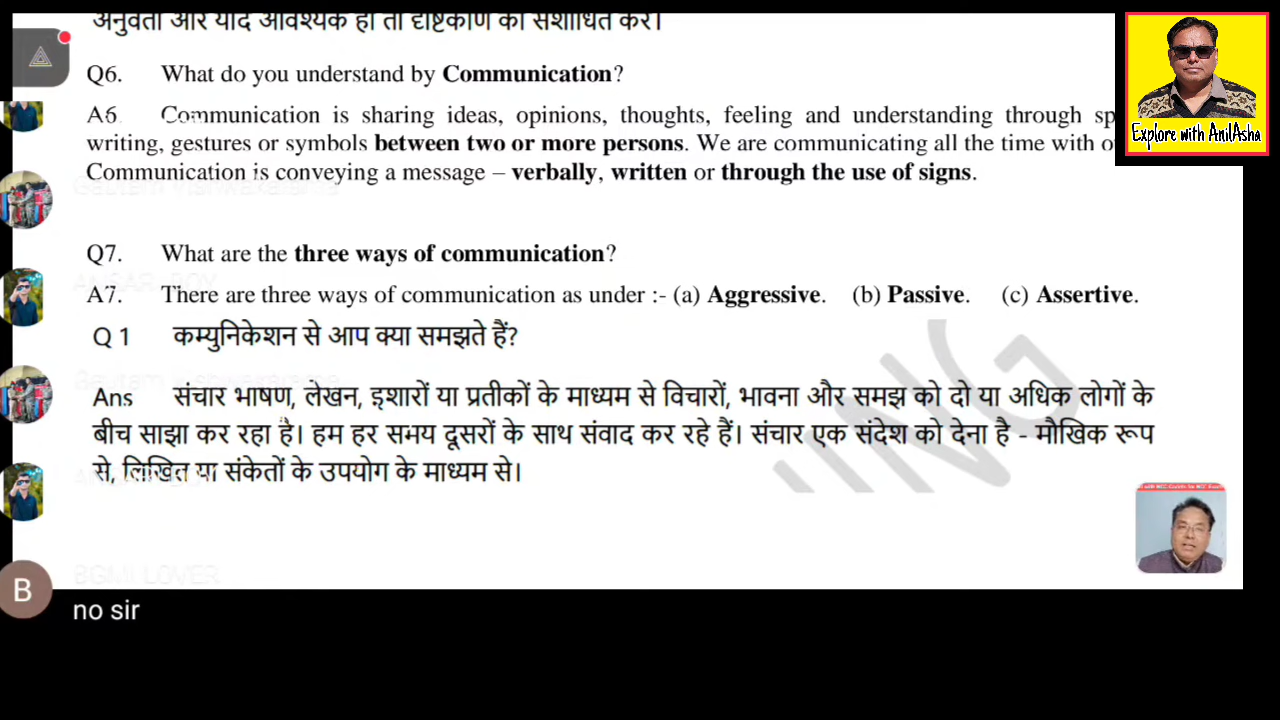 अनुवर्ती और यदि आवश्यक हो तो दृष्टिकोण को संशोधित करें।
Q6. What do you understand by Communication?
A6. Communication is sharing ideas, opinions, thoughts, feeling and understanding through
writing, gestures or symbols between two or more persons. We are communicating all the time with
Communication is conveying a message – verbally, written or through the use of signs.
Q7. What are the three ways of communication?
A7. There are three ways of communication as under :- (a) Aggressive. (b) Passive. (c) Assertive.
Q 1 कम्युनिकेशन से आप क्या समझते हैं?
Ans संचार भाषण, लेखन, इशारों या प्रतीकों के माध्यम से विचारों, भावना और समझ को दो या अधिक लोगों के
बीच साझा कर रहा है। हम हर समय दूसरों के साथ संवाद कर रहे हैं। संचार एक संदेश को देना है - मौखिक रूप
से, लिखित या संकेतों के उपयोग के माध्यम से।
Explore with AnilAsha
BGMI LOVER
B
no sir